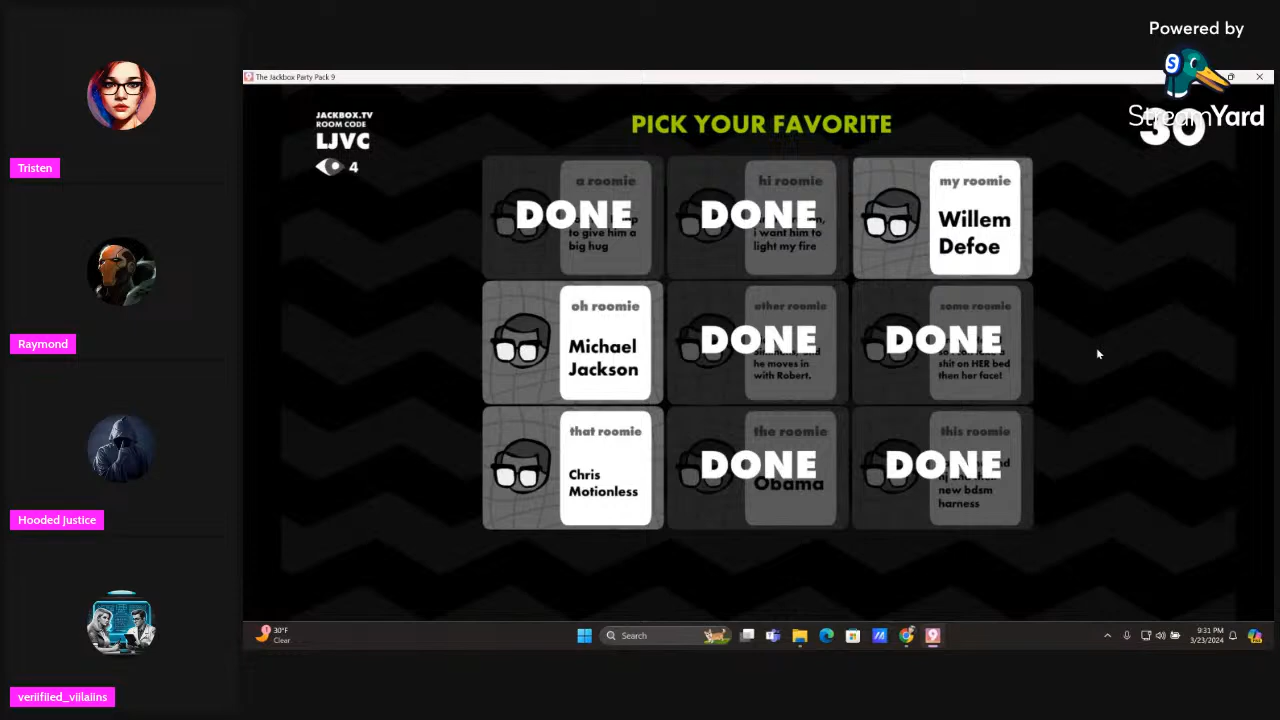 Powered by
StreamYard
The Jackbox Party Pack 9
JACKBOX.TV
ROOM CODE
LJVC
4
PICK YOUR FAVORITE
30
a roomie
DONE
to give him a
big hug
hi roomie
DONE
i want him to
light my fire
my roomie
Willem
Defoe
oh roomie
Michael
Jackson
other roomie
DONE
he moves in
with Robert.
some roomie
DONE
shit on HER bed
then her face!
that roomie
Chris
Motionless
the roomie
DONE
Obama
this roomie
DONE
new bdsm
harness
Tristen
Raymond
Hooded Justice
veriifiied_viilaiins
30°F
Clear
Search
9:31 PM
3/23/2024